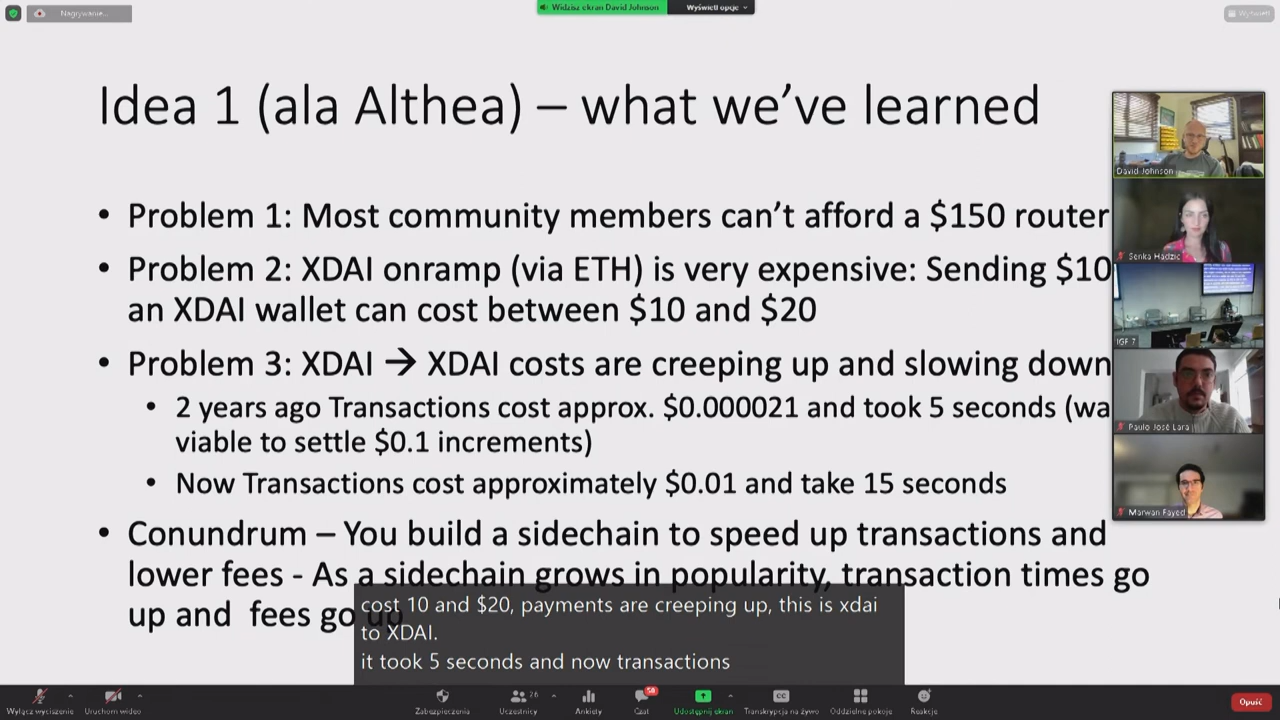 Nagrywanie...
Widzisz ekran David Johnson
Wyświetl opcje
Wyświetl
Idea 1 (ala Althea) – what we've learned
• Problem 1: Most community members can't afford a $150 router
• Problem 2: XDAI onramp (via ETH) is very expensive: Sending $10
an XDAI wallet can cost between $10 and $20
• Problem 3: XDAI → XDAI costs are creeping up and slowing down
• 2 years ago Transactions cost approx. $0.000021 and took 5 seconds (wa
viable to settle $0.1 increments)
• Now Transactions cost approximately $0.01 and take 15 seconds
• Conundrum – You build a sidechain to speed up transactions and
lower fees - As a sidechain grows in popularity, transaction times go
up and fees go up
David Johnson
Senka Hadzic
IGF 7
Paulo José Lara
Marwan Fayed
cost 10 and $20, payments are creeping up, this is xdai
to XDAI.
it took 5 seconds and now transactions
Wyłącz wyciszenie
Uruchom wideo
Zabezpieczenia
26
Uczestnicy
Ankiety
58
Czat
Udostępnij ekran
CC
Transkrypcja na żywo
Oddzielne pokoje
Reakcje
Opuść